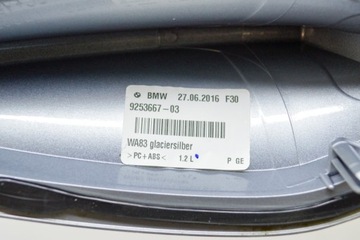 BMW 27.06.2016 F30
9253667-03
WA83 glaciersilber
>PC+ABS< 1.2 L P GE